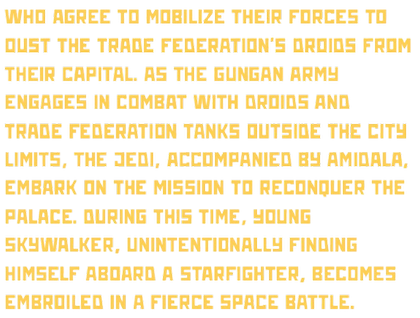 WHO AGREE TO MOBILIZE THEIR FORCES TO
OUST THE TRADE FEDERATION'S DROIDS FROM
THEIR CAPITAL. AS THE GUNGAN ARMY
ENGAGES IN COMBAT WITH DROIDS AND
TRADE FEDERATION TANKS OUTSIDE THE CITY
LIMITS, THE JEDI, ACCOMPANIED BY AMIDALA,
EMBARK ON THE MISSION TO RECONQUER THE
PALACE. DURING THIS TIME, YOUNG
SKYWALKER, UNINTENTIONALLY FINDING
HIMSELF ABOARD A STARFIGHTER, BECOMES
EMBROILED IN A FIERCE SPACE BATTLE.